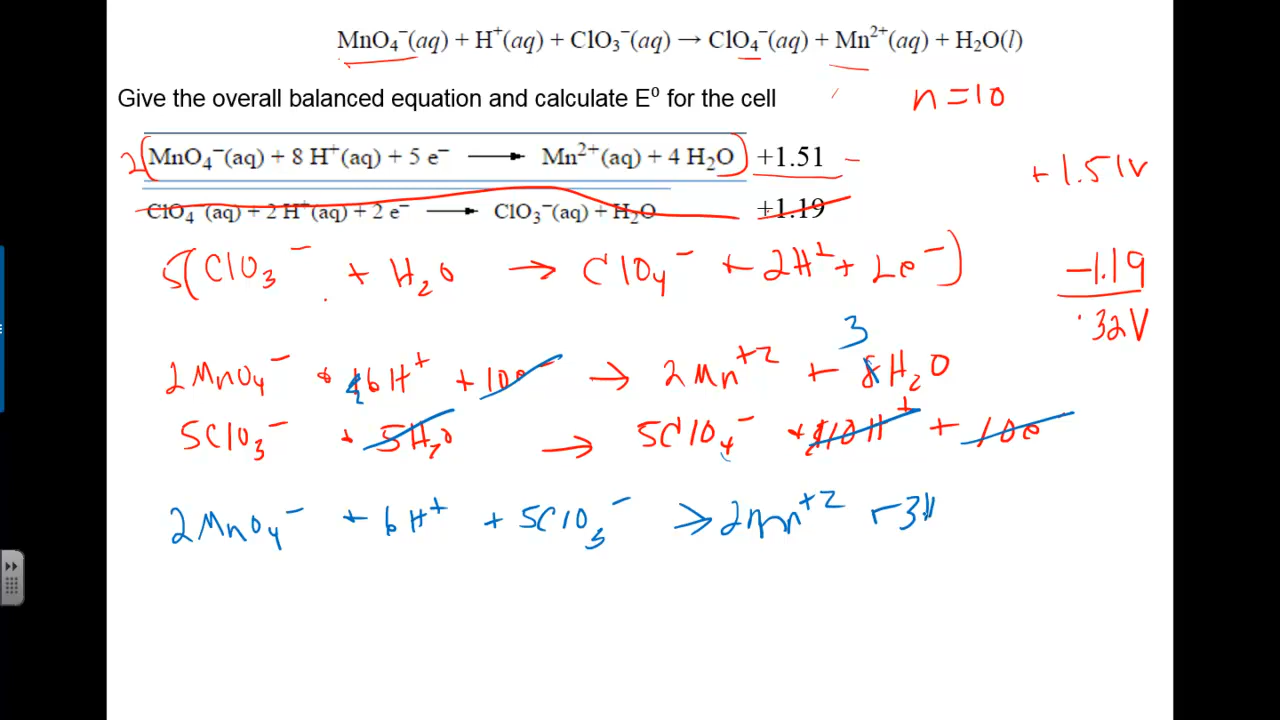 MnO₄⁻(aq) + H⁺(aq) + ClO₃⁻(aq) → ClO₄⁻(aq) + Mn²⁺(aq) + H₂O(l)
Give the overall balanced equation and calculate E⁰ for the cell
n = 10
2(MnO₄⁻(aq) + 8 H⁺(aq) + 5 e⁻ ⟶ Mn²⁺(aq) + 4 H₂O) +1.51
+1.51V
ClO₄⁻(aq) + 2 H⁺(aq) + 2 e⁻ ⟶ ClO₃⁻(aq) + H₂O +1.19
5(ClO₃⁻ + H₂O → ClO₄⁻ + 2H⁺ + 2e⁻)
-1.19
.32V
3
2MnO₄⁻ + 6H⁺ + 10e⁻ → 2Mn⁺² + 8H₂O
5ClO₃⁻ + 5H₂O → 5ClO₄⁻ + 10H⁺ + 10e
2MnO₄⁻ + 6H⁺ + 5ClO₃⁻ → 2Mn⁺² + 3H